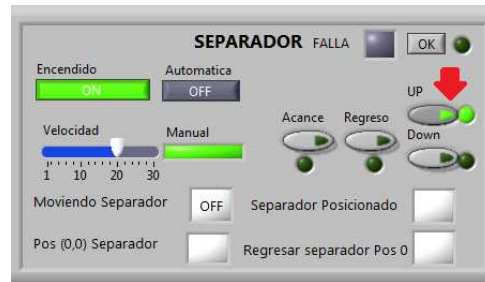 SEPARADOR FALLA OK
Encendido Automatica
ON OFF
UP
Acance Regreso
Velocidad Manual Down
1 10 20 30
Moviendo Separador OFF Separador Posicionado
Pos (0,0) Separador Regresar separador Pos 0